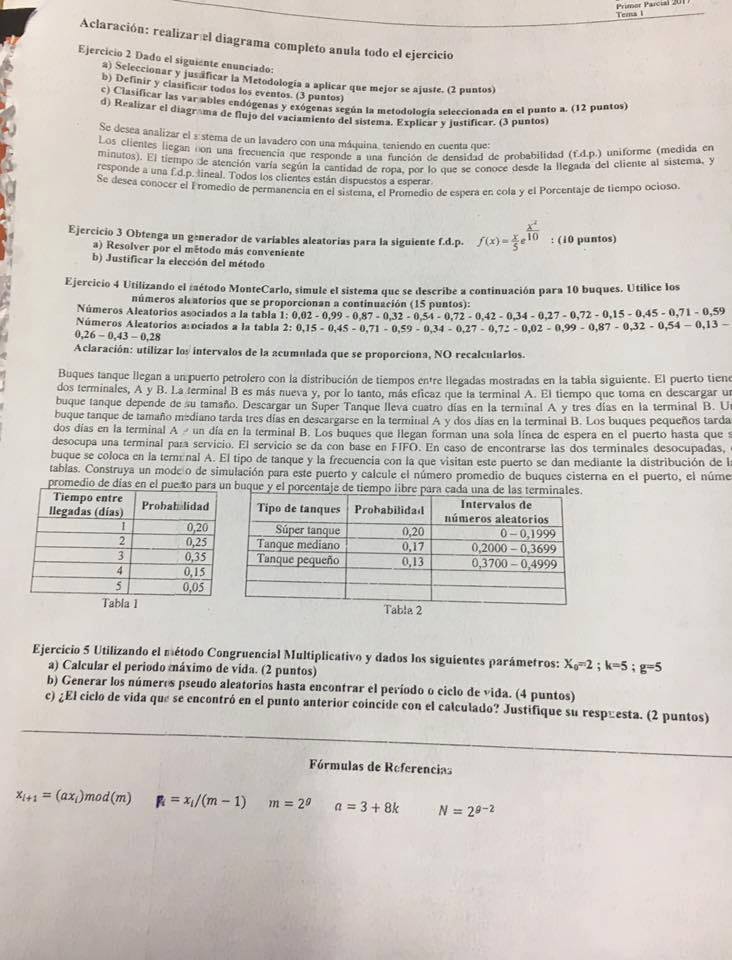 Primer Parcial 2017
Tema 1
Aclaración: realizar el diagrama completo anula todo el ejercicio
Ejercicio 2 Dado el siguiente enunciado:
a) Seleccionar y justificar la Metodología a aplicar que mejor se ajuste. (2 puntos)
b) Definir y clasificar todos los eventos. (3 puntos)
c) Clasificar las variables endógenas y exógenas según la metodología seleccionada en el punto a. (12 puntos)
d) Realizar el diagrama de flujo del vaciamiento del sistema. Explicar y justificar. (3 puntos)
Se desea analizar el sistema de un lavadero con una máquina, teniendo en cuenta que:
Los clientes llegan con una frecuencia que responde a una función de densidad de probabilidad (f.d.p.) uniforme (medida en
minutos). El tiempo de atención varía según la cantidad de ropa, por lo que se conoce desde la llegada del cliente al sistema, y
responde a una f.d.p. lineal. Todos los clientes están dispuestos a esperar.
Se desea conocer el Promedio de permanencia en el sistema, el Promedio de espera en cola y el Porcentaje de tiempo ocioso.
Ejercicio 3 Obtenga un generador de variables aleatorias para la siguiente f.d.p. f(x) = x/5 e^(x²/10) : (10 puntos)
a) Resolver por el método más conveniente
b) Justificar la elección del método
Ejercicio 4 Utilizando el método MonteCarlo, simule el sistema que se describe a continuación para 10 buques. Utilice los
números aleatorios que se proporcionan a continuación (15 puntos):
Números Aleatorios asociados a la tabla 1: 0,02 - 0,99 - 0,87 - 0,32 - 0,54 - 0,72 - 0,42 - 0,34 - 0,27 - 0,72 - 0,15 - 0,45 - 0,71 - 0,59
Números Aleatorios asociados a la tabla 2: 0,15 - 0,45 - 0,71 - 0,59 - 0,34 - 0,27 - 0,72 - 0,02 - 0,99 - 0,87 - 0,32 - 0,54 – 0,13 –
0,26 – 0,43 – 0,28
Aclaración: utilizar los intervalos de la acumulada que se proporciona, NO recalcularlos.
Buques tanque llegan a un puerto petrolero con la distribución de tiempos entre llegadas mostradas en la tabla siguiente. El puerto tiene
dos terminales, A y B. La terminal B es más nueva y, por lo tanto, más eficaz que la terminal A. El tiempo que toma en descargar un
buque tanque depende de su tamaño. Descargar un Super Tanque lleva cuatro días en la terminal A y tres días en la terminal B. Un
buque tanque de tamaño mediano tarda tres días en descargarse en la terminal A y dos días en la terminal B. Los buques pequeños tarda
dos días en la terminal A y un día en la terminal B. Los buques que llegan forman una sola línea de espera en el puerto hasta que s
desocupa una terminal para servicio. El servicio se da con base en FIFO. En caso de encontrarse las dos terminales desocupadas,
buque se coloca en la terminal A. El tipo de tanque y la frecuencia con la que visitan este puerto se dan mediante la distribución de l
tablas. Construya un modelo de simulación para este puerto y calcule el número promedio de buques cisterna en el puerto, el núme
promedio de días en el puerto para un buque y el porcentaje de tiempo libre para cada una de las terminales.
Tiempo entre llegadas (días) Probabilidad
1 0,20
2 0,25
3 0,35
4 0,15
5 0,05
Tabla 1
Tipo de tanques Probabilidad Intervalos de números aleatorios
Súper tanque 0,20 0 – 0,1999
Tanque mediano 0,17 0,2000 – 0,3699
Tanque pequeño 0,13 0,3700 – 0,4999
Tabla 2
Ejercicio 5 Utilizando el método Congruencial Multiplicativo y dados los siguientes parámetros: X₀=2 ; k=5 ; g=5
a) Calcular el periodo máximo de vida. (2 puntos)
b) Generar los números pseudo aleatorios hasta encontrar el período o ciclo de vida. (4 puntos)
c) ¿El ciclo de vida que se encontró en el punto anterior coincide con el calculado? Justifique su respuesta. (2 puntos)
Fórmulas de Referencias
xᵢ₊₁ = (axᵢ)mod(m) = xᵢ/(m − 1) m = 2^g a = 3 + 8k N = 2^(g−2)